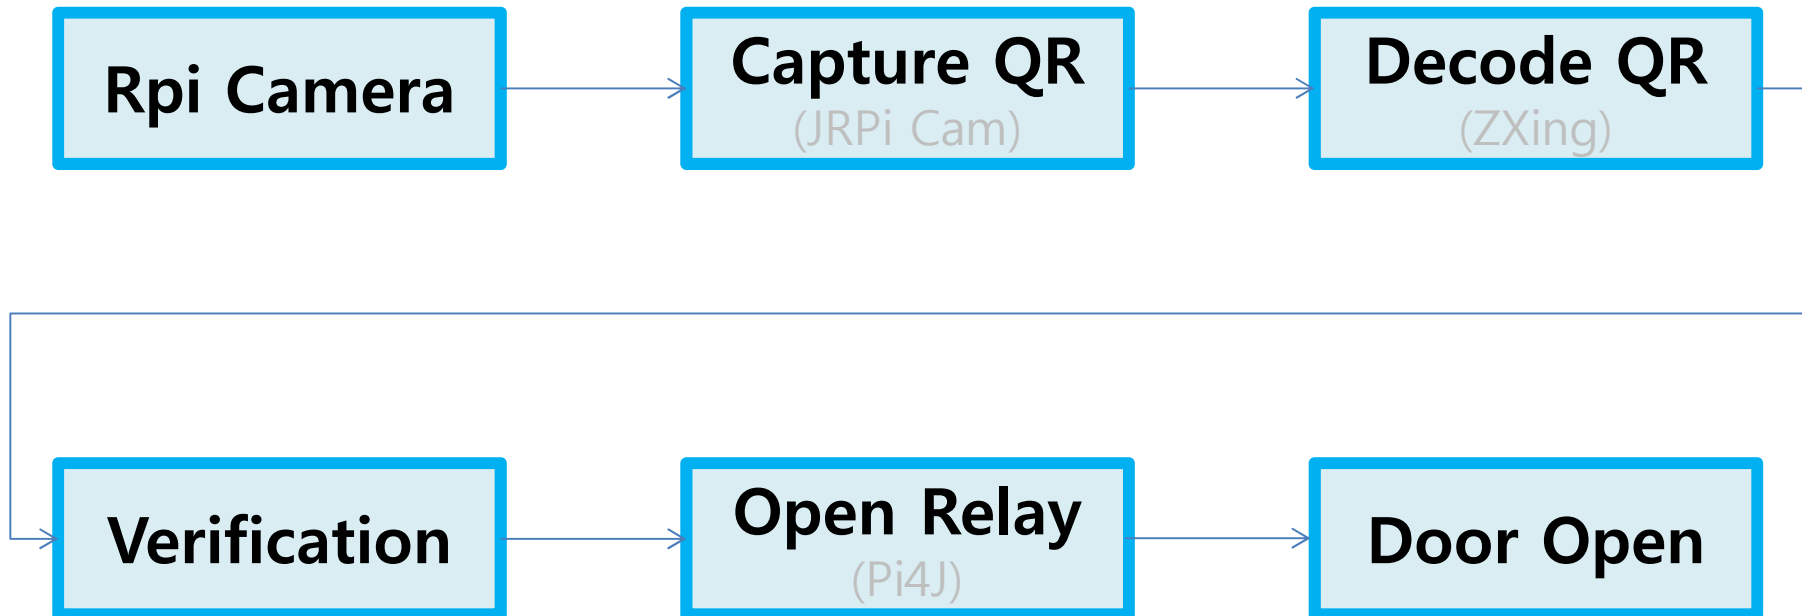 Rpi Camera
Capture QR
(JRPi Cam)
Decode QR
(ZXing)
Verification
Open Relay
(Pi4J)
Door Open